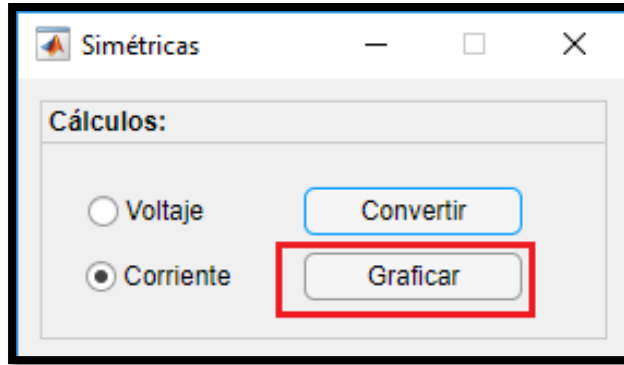 Simétricas
Cálculos:
Voltaje Convertir
Corriente Graficar